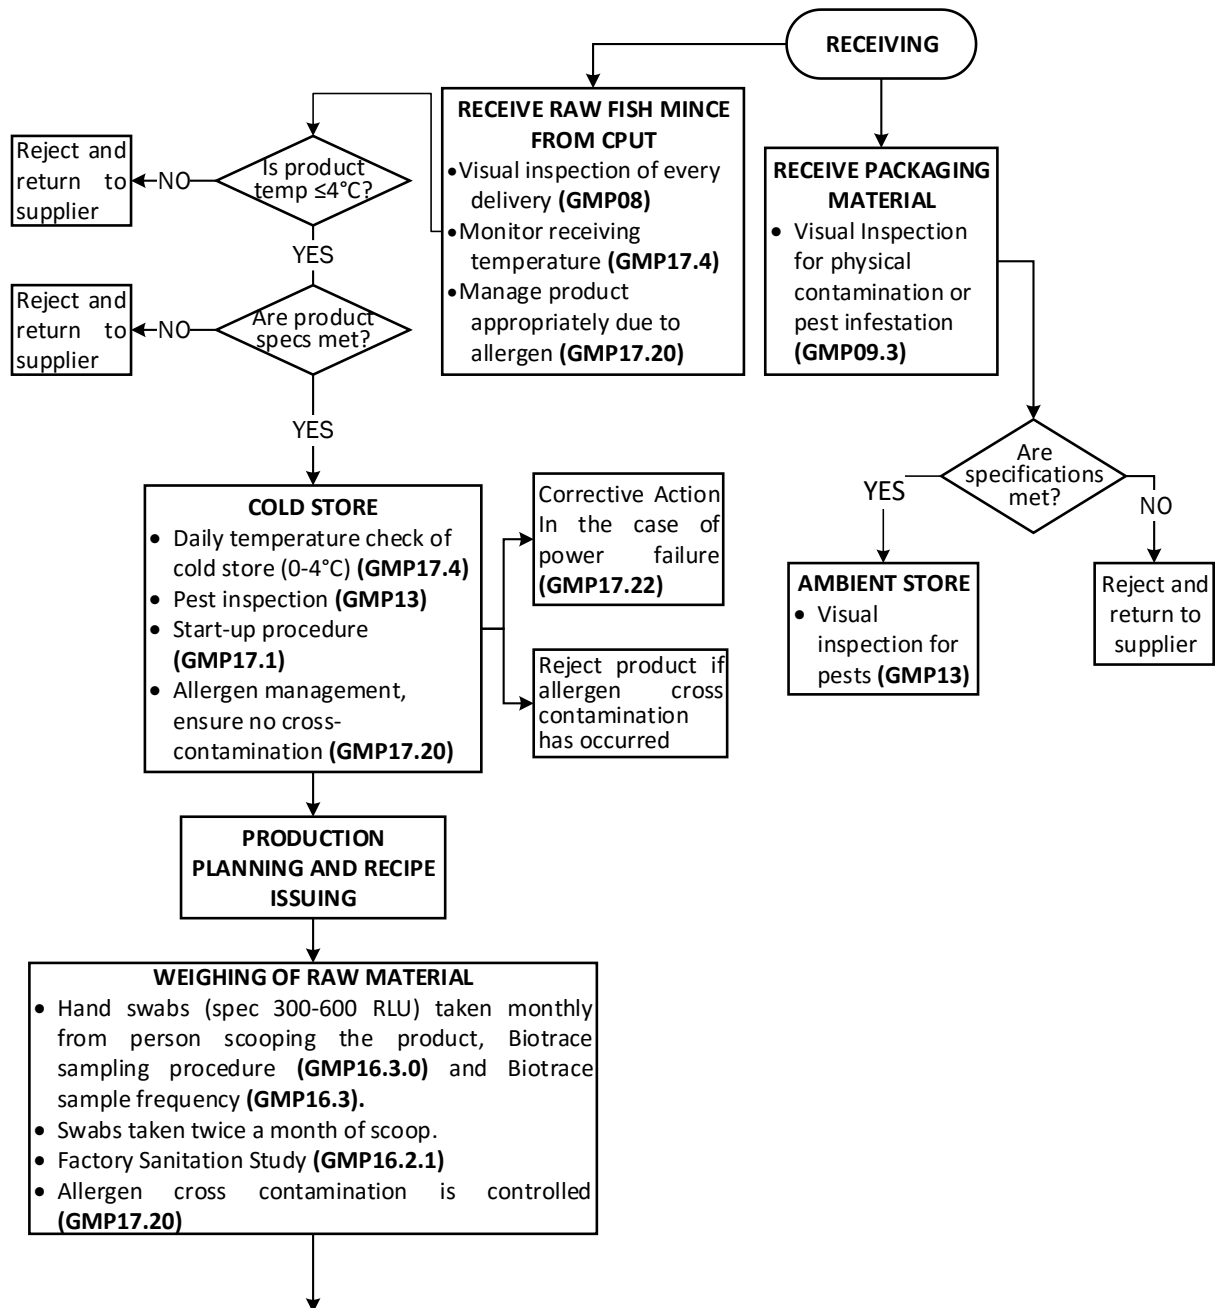 RECEIVING
RECEIVE RAW FISH MINCE
FROM CPUT
•Visual inspection of every
delivery (GMP08)
•Monitor receiving
temperature (GMP17.4)
•Manage product
appropriately due to
allergen (GMP17.20)
RECEIVE PACKAGING
MATERIAL
• Visual Inspection
for physical
contamination or
pest infestation
(GMP09.3)
Is product
temp ≤4°C?
NO
Reject and
return to
supplier
YES
Are product
specs met?
NO
Reject and
return to
supplier
YES
Are
specifications
met?
YES
NO
AMBIENT STORE
• Visual
inspection for
pests (GMP13)
Reject and
return to
supplier
COLD STORE
• Daily temperature check of
cold store (0-4°C) (GMP17.4)
• Pest inspection (GMP13)
• Start-up procedure
(GMP17.1)
• Allergen management,
ensure no cross-
contamination (GMP17.20)
Corrective Action
In the case of
power failure
(GMP17.22)
Reject product if
allergen cross
contamination
has occurred
PRODUCTION
PLANNING AND RECIPE
ISSUING
WEIGHING OF RAW MATERIAL
• Hand swabs (spec 300-600 RLU) taken monthly
from person scooping the product, Biotrace
sampling procedure (GMP16.3.0) and Biotrace
sample frequency (GMP16.3).
• Swabs taken twice a month of scoop.
• Factory Sanitation Study (GMP16.2.1)
• Allergen cross contamination is controlled
(GMP17.20)